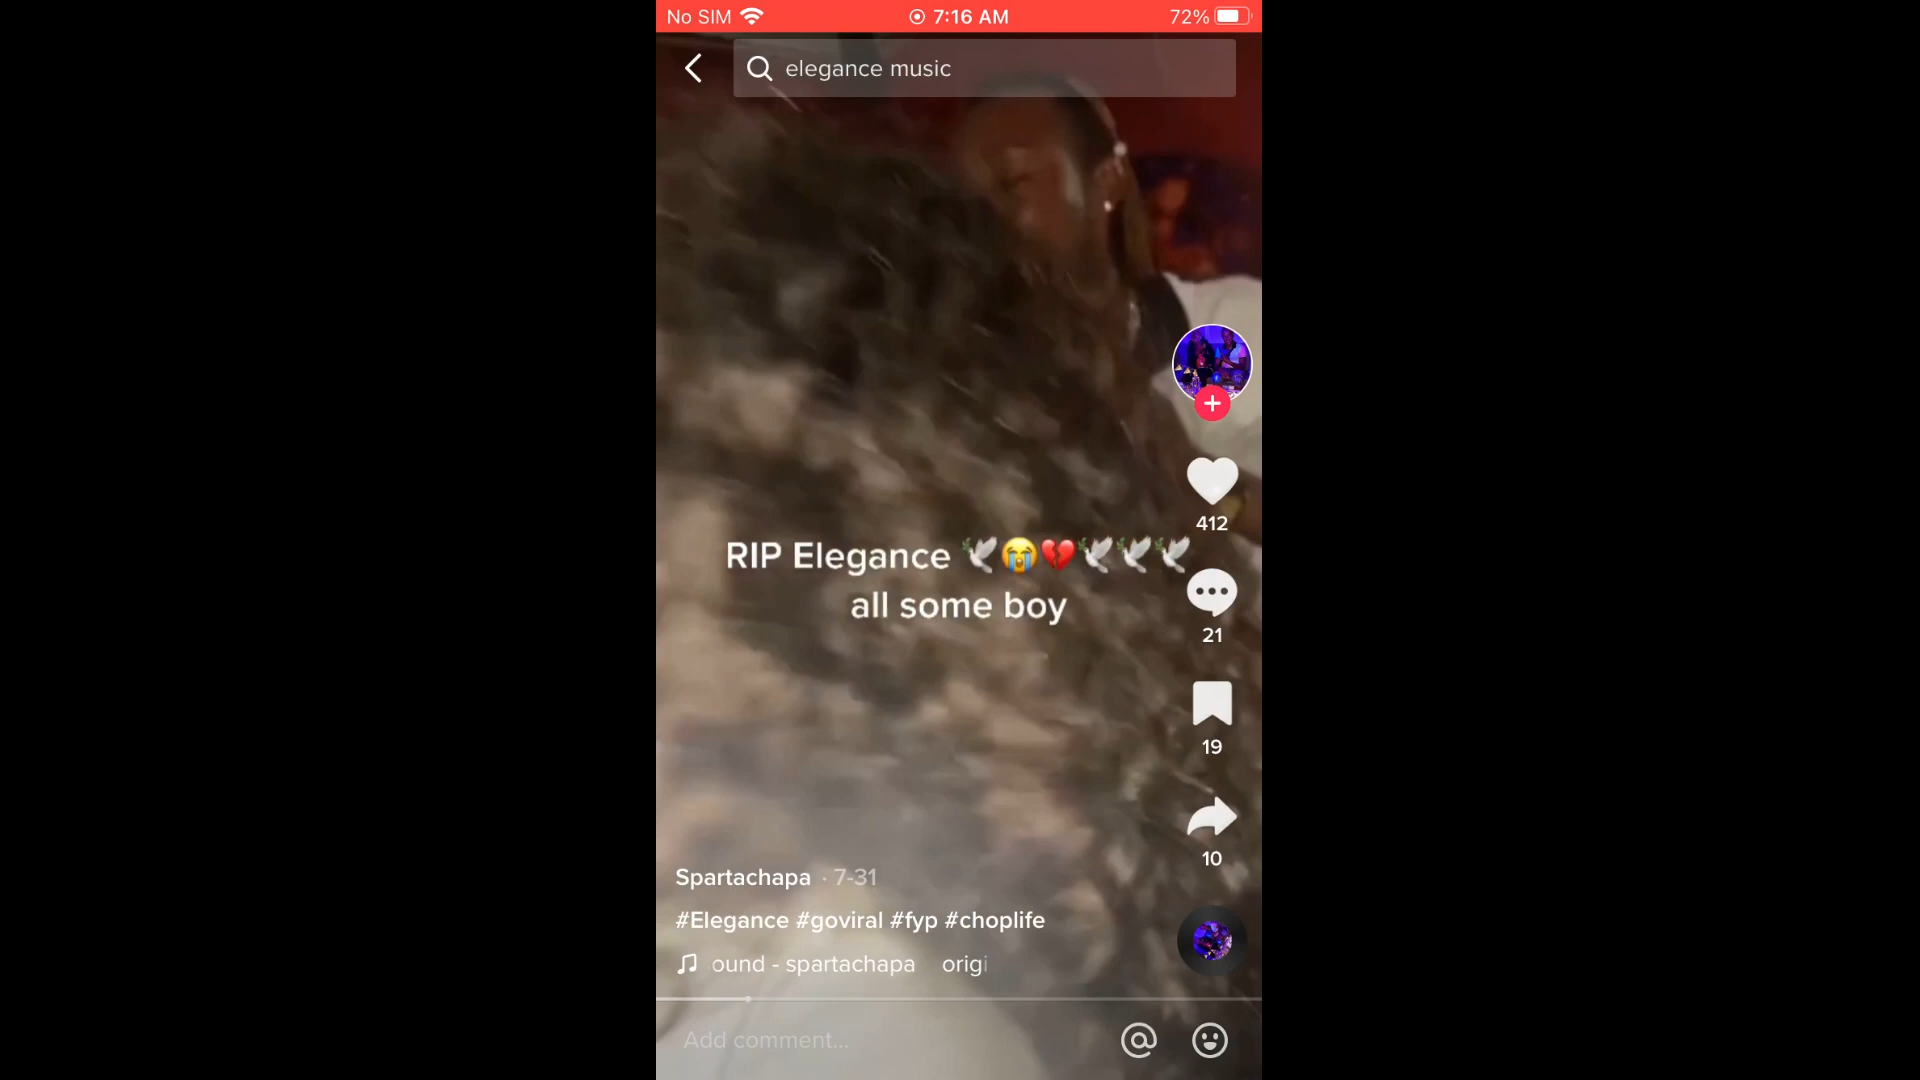 No SIM 7:16 AM 72%
elegance music
RIP Elegance 🕊😭💔🕊🕊🕊
all some boy
412
21
19
10
Spartachapa · 7-31
#Elegance #goviral #fyp #choplife
ound - spartachapa origi
Add comment...